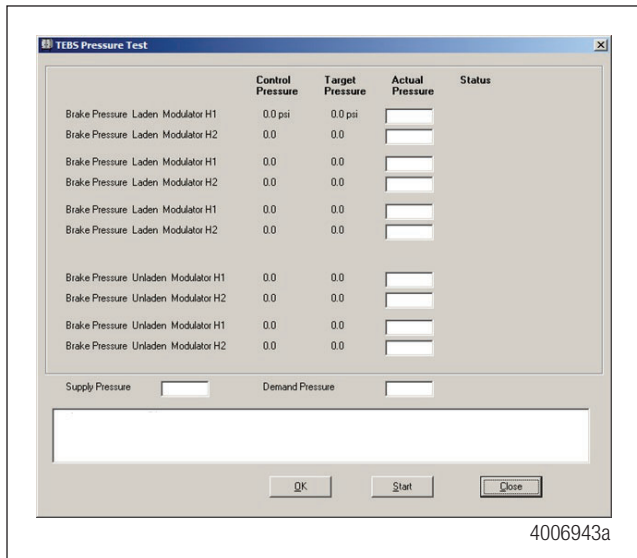 TEBS Pressure Test
Control Pressure Target Pressure Actual Pressure Status
Brake Pressure Laden Modulator H1 0.0 psi 0.0 psi
Brake Pressure Laden Modulator H2 0.0 0.0
Brake Pressure Laden Modulator H1 0.0 0.0
Brake Pressure Laden Modulator H2 0.0 0.0
Brake Pressure Laden Modulator H1 0.0 0.0
Brake Pressure Laden Modulator H2 0.0 0.0
Brake Pressure Unladen Modulator H1 0.0 0.0
Brake Pressure Unladen Modulator H2 0.0 0.0
Brake Pressure Unladen Modulator H1 0.0 0.0
Brake Pressure Unladen Modulator H2 0.0 0.0
Supply Pressure Demand Pressure
OK Start Close
4006943a